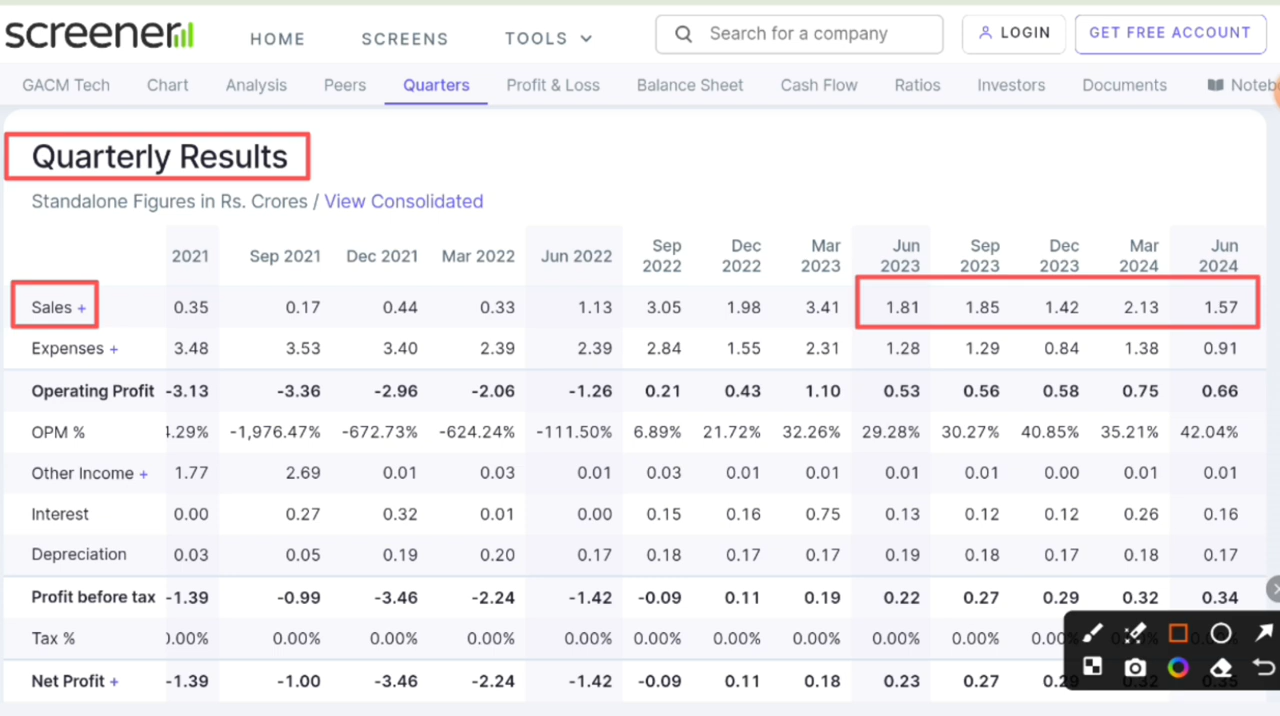 screener
HOME SCREENS TOOLS Search for a company LOGIN GET FREE ACCOUNT
GACM Tech Chart Analysis Peers Quarters Profit & Loss Balance Sheet Cash Flow Ratios Investors Documents
Quarterly Results
Standalone Figures in Rs. Crores / View Consolidated
2021 Sep 2021 Dec 2021 Mar 2022 Jun 2022 Sep 2022 Dec 2022 Mar 2023 Jun 2023 Sep 2023 Dec 2023 Mar 2024 Jun 2024
Sales + 0.35 0.17 0.44 0.33 1.13 3.05 1.98 3.41 1.81 1.85 1.42 2.13 1.57
Expenses + 3.48 3.53 3.40 2.39 2.39 2.84 1.55 2.31 1.28 1.29 0.84 1.38 0.91
Operating Profit -3.13 -3.36 -2.96 -2.06 -1.26 0.21 0.43 1.10 0.53 0.56 0.58 0.75 0.66
OPM % 4.29% -1,976.47% -672.73% -624.24% -111.50% 6.89% 21.72% 32.26% 29.28% 30.27% 40.85% 35.21% 42.04%
Other Income + 1.77 2.69 0.01 0.03 0.01 0.03 0.01 0.01 0.01 0.01 0.00 0.01 0.01
Interest 0.00 0.27 0.32 0.01 0.00 0.15 0.16 0.75 0.13 0.12 0.12 0.26 0.16
Depreciation 0.03 0.05 0.19 0.20 0.17 0.18 0.17 0.17 0.19 0.18 0.17 0.18 0.17
Profit before tax -1.39 -0.99 -3.46 -2.24 -1.42 -0.09 0.11 0.19 0.22 0.27 0.29 0.32 0.34
Tax % 0.00% 0.00% 0.00% 0.00% 0.00% 0.00% 0.00% 0.00% 0.00% 0.00%
Net Profit + -1.39 -1.00 -3.46 -2.24 -1.42 -0.09 0.11 0.18 0.23 0.27 0.29 0.32 0.35